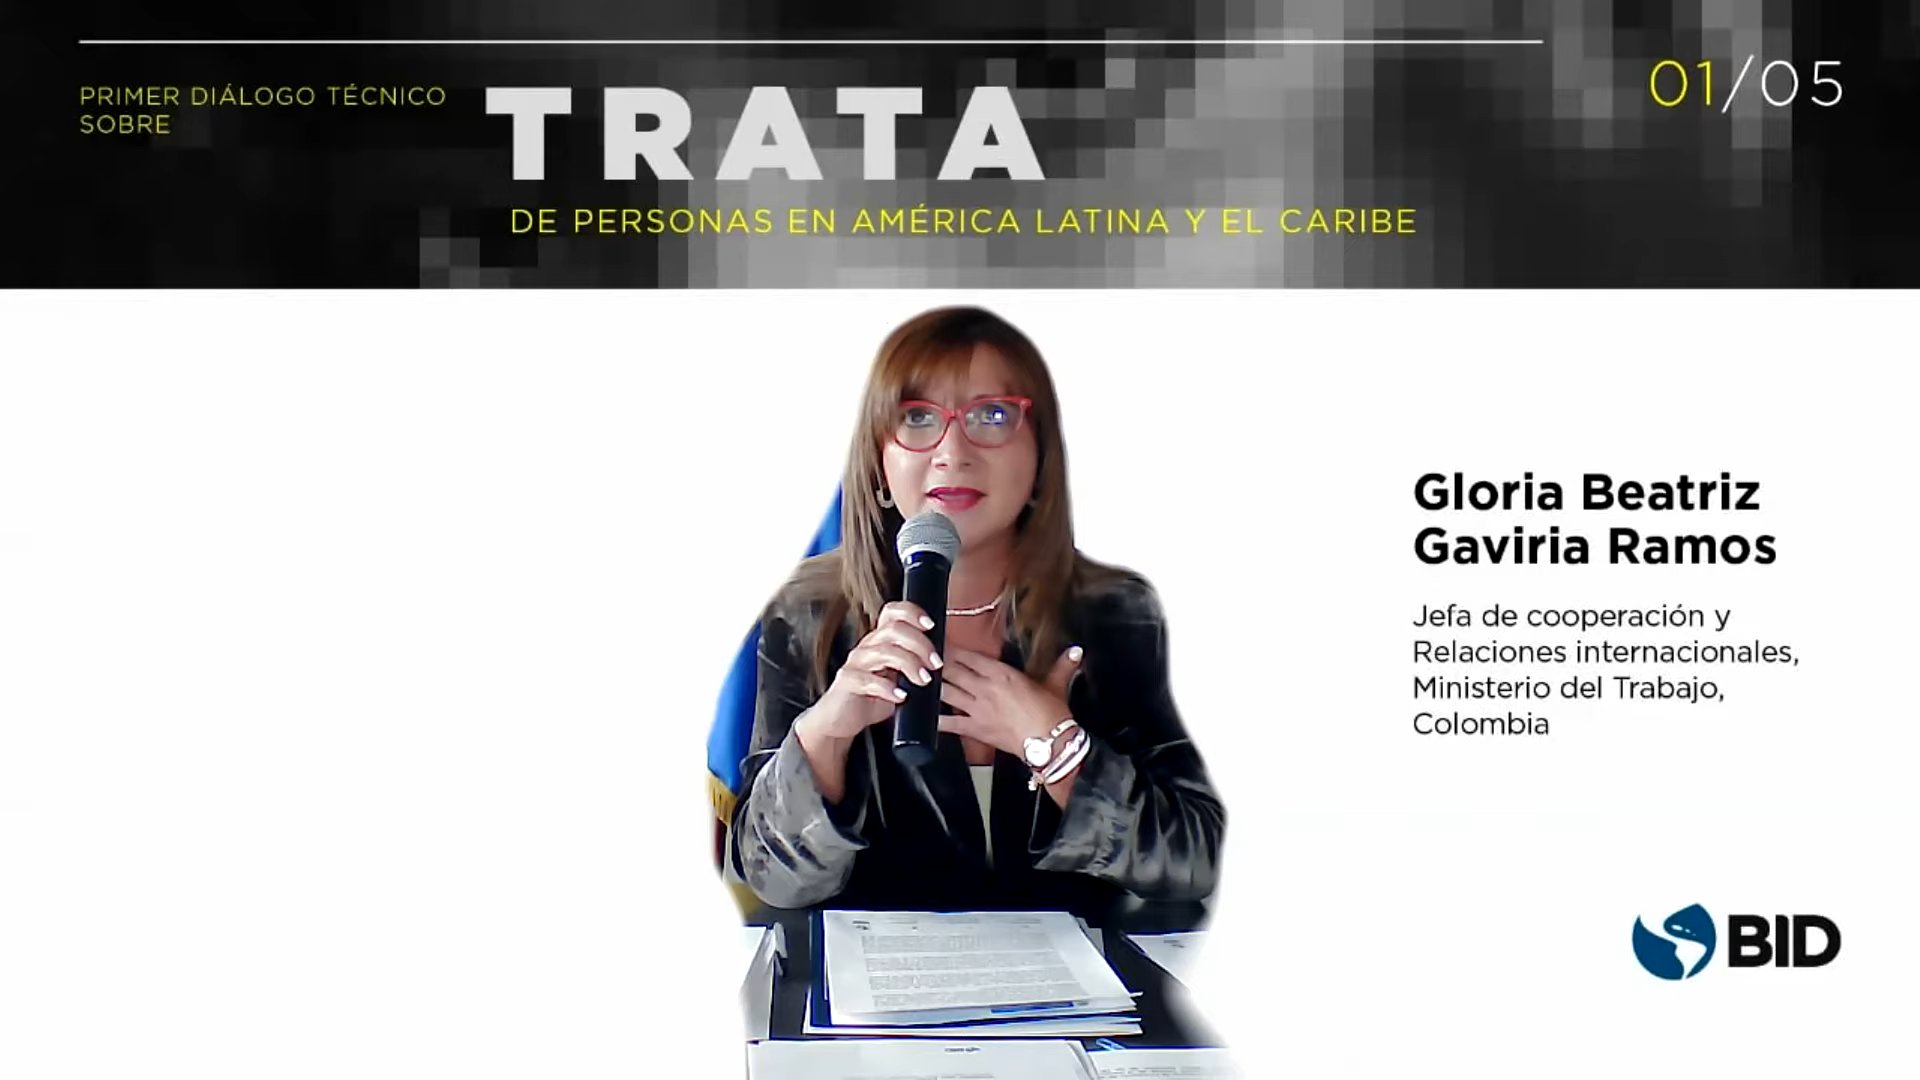 PRIMER DIÁLOGO TÉCNICO
SOBRE
TRATA
DE PERSONAS EN AMÉRICA LATINA Y EL CARIBE
01/05
Gloria Beatriz
Gaviria Ramos
Jefa de cooperación y
Relaciones internacionales,
Ministerio del Trabajo,
Colombia
BID